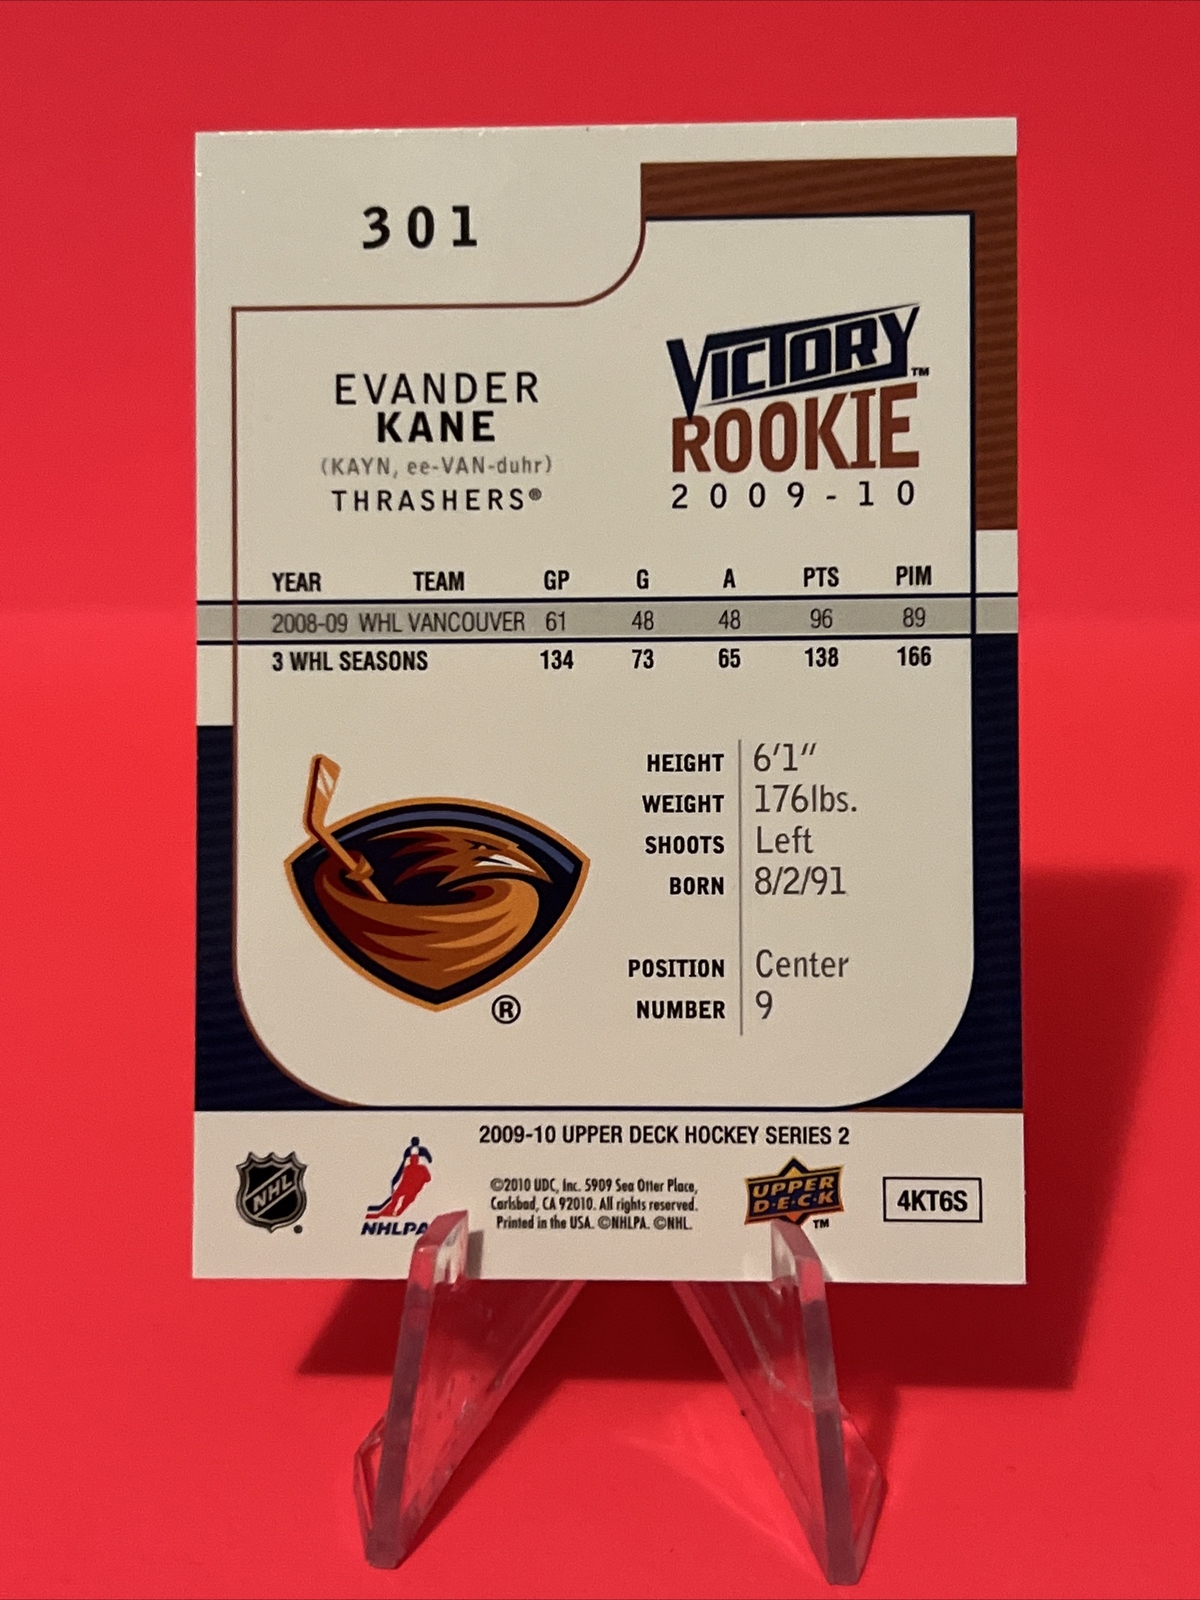 301
EVANDER
KANE
(KAYN, ee-VAN-duhr)
THRASHERS®
VICTORY™
ROOKIE
2009-10
YEAR TEAM GP G A PTS PIM
2008-09 WHL VANCOUVER 61 48 48 96 89
3 WHL SEASONS 134 73 65 138 166
HEIGHT 6'1"
WEIGHT 176lbs.
SHOOTS Left
BORN 8/2/91
POSITION Center
NUMBER 9
®
2009-10 UPPER DECK HOCKEY SERIES 2
NHL®
NHLPA
©2010 UDC, Inc. 5909 Sea Otter Place,
Carlsbad, CA 92010. All rights reserved.
Printed in the USA. ©NHLPA. ©NHL.
UPPER
D·E·C·K™
4KT6S